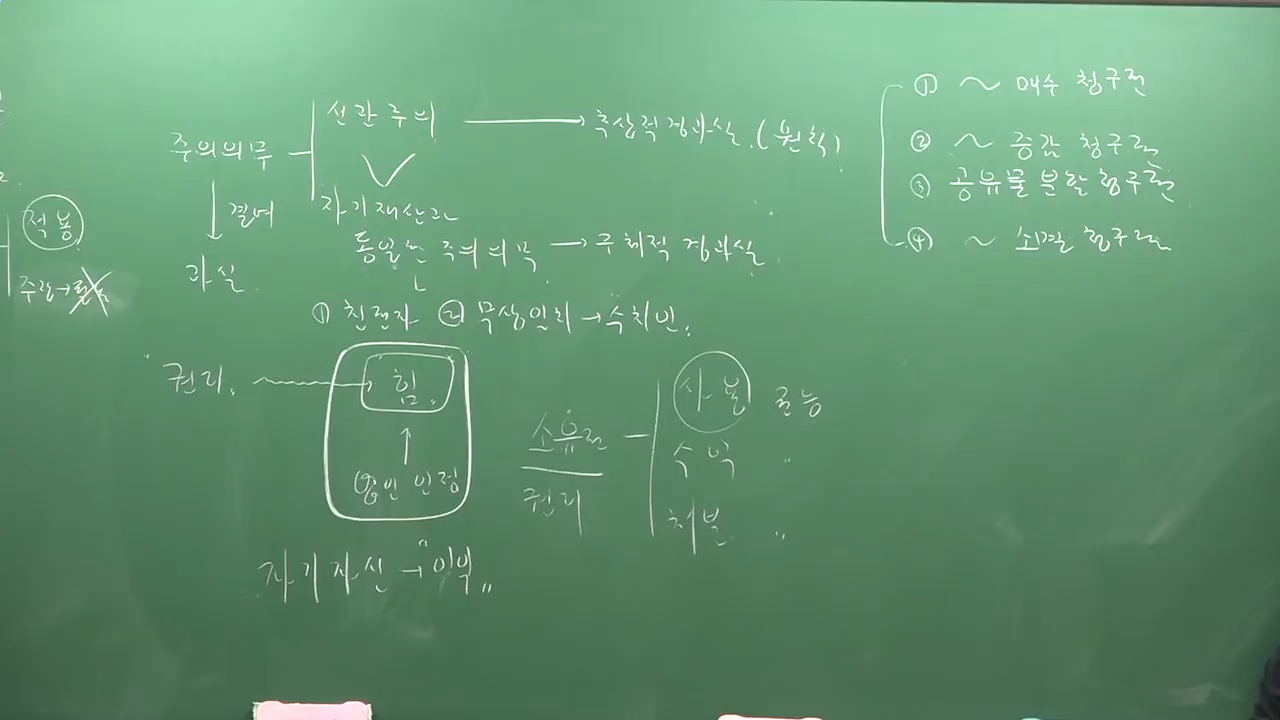 적용
주장→
주의의무
↓ 결여
과실
선관주의 → 추상적경과실 (원칙)
자기재산과
동일한 주의의무 → 구체적 경과실
① 친권자 ② 무상임치→수치인
권리
힘
↑
법인 인정
자기자신→"이익"
소유권
권리
사용 권능
수익 "
처분 "
① ~ 매수 청구권
② ~ 증감 청구권
③ 공유물 분할 청구권
④ ~ 소멸 청구권